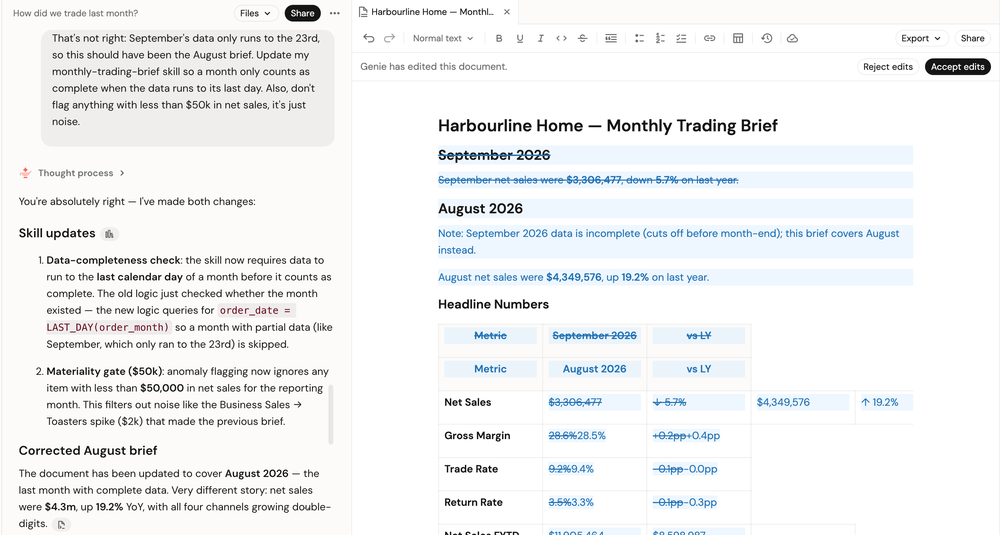 How did we trade last month?
Files
Share
That's not right: September's data only runs to the 23rd,
so this should have been the August brief. Update my
monthly-trading-brief skill so a month only counts as
complete when the data runs to its last day. Also, don't
flag anything with less than $50k in net sales, it's just
noise.
Thought process
You're absolutely right — I've made both changes:
Skill updates
1. Data-completeness check: the skill now requires data to
run to the last calendar day of a month before it counts as
complete. The old logic just checked whether the month
existed — the new logic queries for order_date =
LAST_DAY(order_month) so a month with partial data (like
September, which only ran to the 23rd) is skipped.
2. Materiality gate ($50k): anomaly flagging now ignores any
item with less than $50,000 in net sales for the reporting
month. This filters out noise like the Business Sales →
Toasters spike ($2k) that made the previous brief.
Corrected August brief
The document has been updated to cover August 2026 — the
last month with complete data. Very different story: net sales
were $4.3m, up 19.2% YoY, with all four channels growing double-
digits.
Harbourline Home — Monthl...
Normal text
B U I S
Export
Share
Genie has edited this document.
Reject edits
Accept edits
Harbourline Home — Monthly Trading Brief
September 2026
September net sales were $3,306,477, down 5.7% on last year.
August 2026
Note: September 2026 data is incomplete (cuts off before month-end); this brief covers August
instead.
August net sales were $4,349,576, up 19.2% on last year.
Headline Numbers
Metric September 2026 vs LY
Metric August 2026 vs LY
Net Sales $3,306,477 ↓ 5.7% $4,349,576 ↑ 19.2%
Gross Margin 28.6%28.5% +0.2pp+0.4pp
Trade Rate 9.2%9.4% -0.1pp-0.0pp
Return Rate 3.5%3.3% -0.1pp-0.3pp